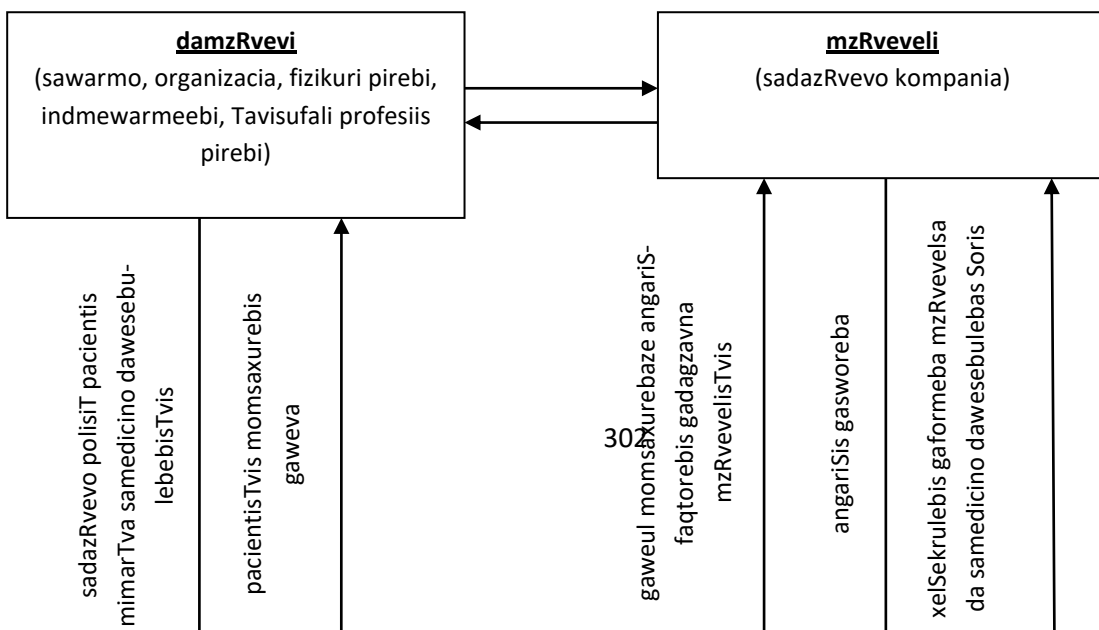 damzRvevi
(sawarmo, organizacia, fizikuri pirebi,
indmewarmeebi, Tavisufali profesiis
pirebi)
mzRveveli
(sadazRvevo kompania)
sadazRvevo polisiT pacientis
mimarTva samedicino dawesebu-
lebebisTvis
pacientisTvis momsaxurebis
gaweva
gaweul momsaxurebaze angariS-
faqtorebis gadagzavna
mzRvevelisTvis
angariSis gasworeba
xelSekrulebis gaformeba mzRvevelsa
da samedicino dawesebulebas Soris
302